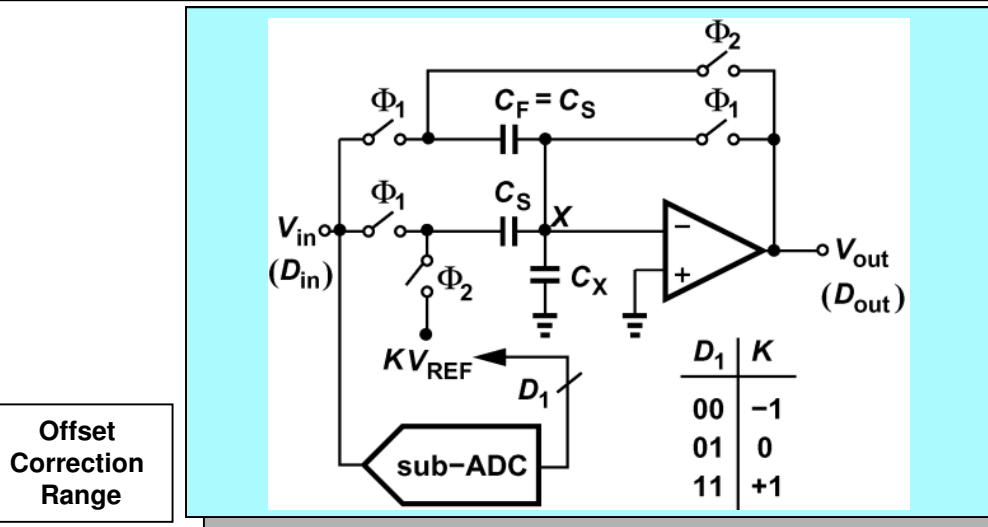 Φ2
Φ1
CF = CS
Φ1
Φ1
CS
X
Vin
(Din)
Φ2
CX
−
+
Vout
(Dout)
KVREF
D1
D1 K
00 −1
01 0
11 +1
sub−ADC
Offset
Correction
Range